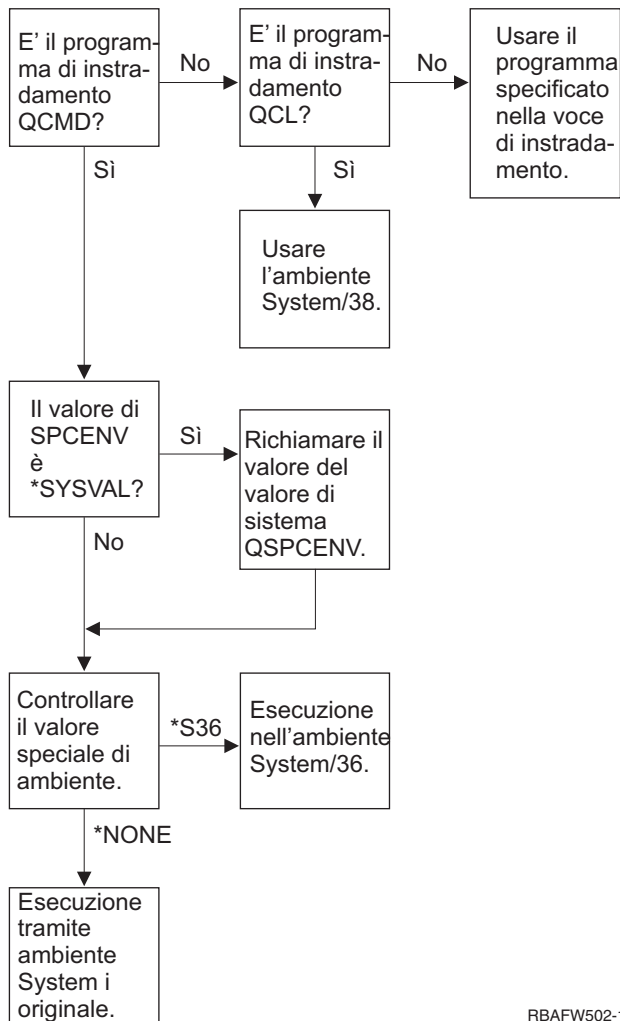 E' il program-
ma di instra-
damento
QCMD?
No
E' il program-
ma di instra-
damento
QCL?
No
Usare il
programma
specificato
nella voce
di instrada-
mento.
Sì
Sì
Usare
l'ambiente
System/38.
Il valore di
SPCENV
è
*SYSVAL?
Sì
Richiamare il
valore del
valore di
sistema
QSPCENV.
No
Controllare
il valore
speciale di
ambiente.
*S36
Esecuzione
nell'ambiente
System/36.
*NONE
Esecuzione
tramite
ambiente
System i
originale.
RBAFW502-1